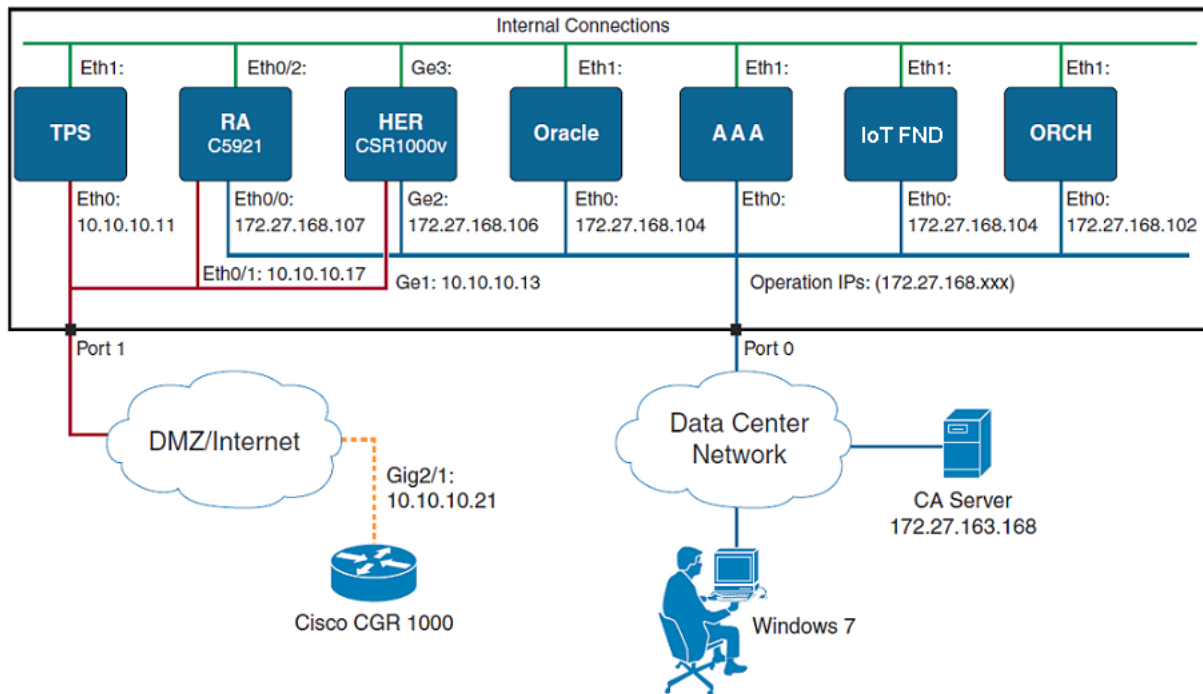 Internal Connections
Eth1: Eth0/2: Ge3: Eth1: Eth1: Eth1: Eth1:
TPS
RA
C5921
HER
CSR1000v
Oracle
AAA
IoT FND
ORCH
Eth0:
10.10.10.11
Eth0/0:
172.27.168.107
Ge2:
172.27.168.106
Eth0:
172.27.168.104
Eth0:
Eth0:
172.27.168.104
Eth0:
172.27.168.102
Eth0/1: 10.10.10.17
Ge1: 10.10.10.13
Operation IPs: (172.27.168.xxx)
Port 1
Port 0
DMZ/Internet
Gig2/1:
10.10.10.21
Cisco CGR 1000
Data Center
Network
CA Server
172.27.163.168
Windows 7